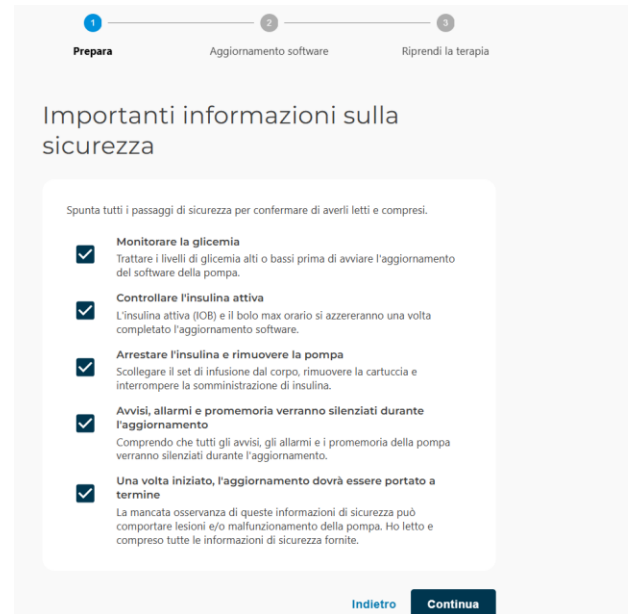 1 2 3
Prepara Aggiornamento software Riprendi la terapia
Importanti informazioni sulla
sicurezza
Spunta tutti i passaggi di sicurezza per confermare di averli letti e compresi.
Monitorare la glicemia
Trattare i livelli di glicemia alti o bassi prima di avviare l'aggiornamento
del software della pompa.
Controllare l'insulina attiva
L'insulina attiva (IOB) e il bolo max orario si azzereranno una volta
completato l'aggiornamento software.
Arrestare l'insulina e rimuovere la pompa
Scollegare il set di infusione dal corpo, rimuovere la cartuccia e
interrompere la somministrazione di insulina.
Avvisi, allarmi e promemoria verranno silenziati durante
l'aggiornamento
Comprendo che tutti gli avvisi, gli allarmi e i promemoria della pompa
verranno silenziati durante l'aggiornamento.
Una volta iniziato, l'aggiornamento dovrà essere portato a
termine
La mancata osservanza di queste informazioni di sicurezza può
comportare lesioni e/o malfunzionamento della pompa. Ho letto e
compreso tutte le informazioni di sicurezza fornite.
Indietro Continua